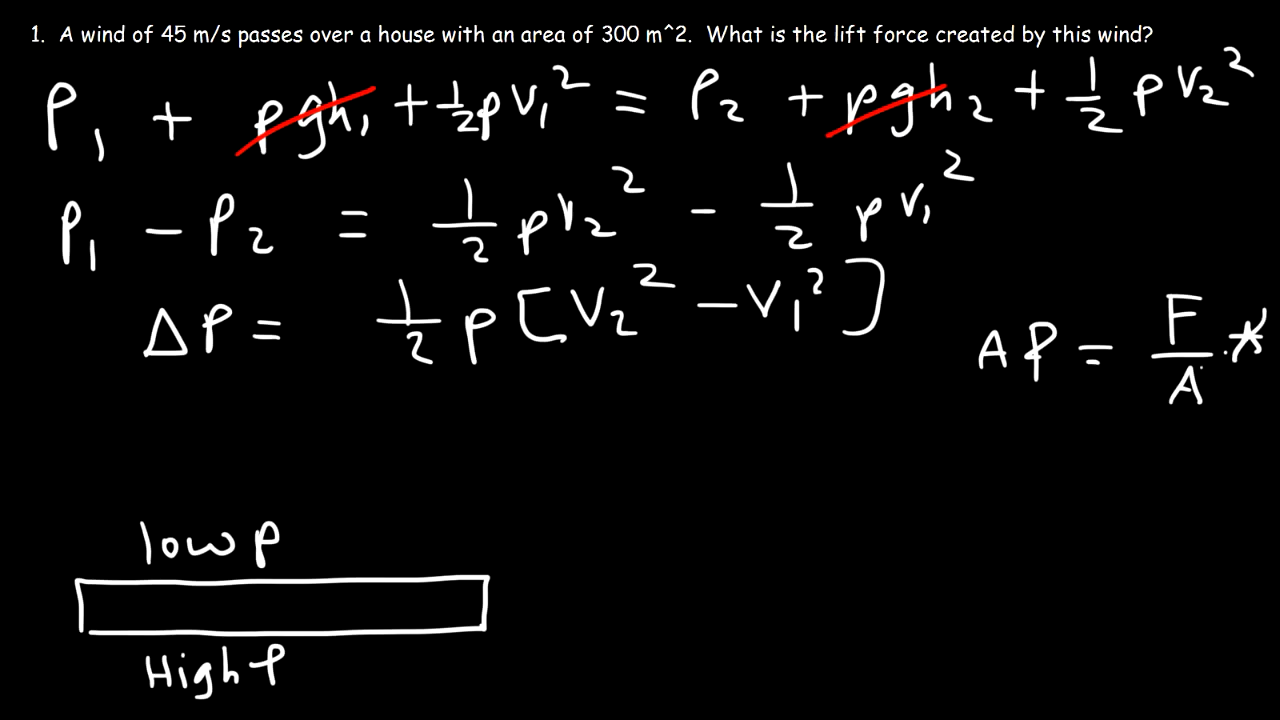 1. A wind of 45 m/s passes over a house with an area of 300 m^2. What is the lift force created by this wind?
P₁ + ρgh₁ + ½ρv₁² = P₂ + ρgh₂ + ½ρv₂²
P₁ - P₂ = ½ρv₂² - ½ρv₁²
ΔP = ½ρ[v₂² - v₁²]
AP = F/A · A
low P
High P